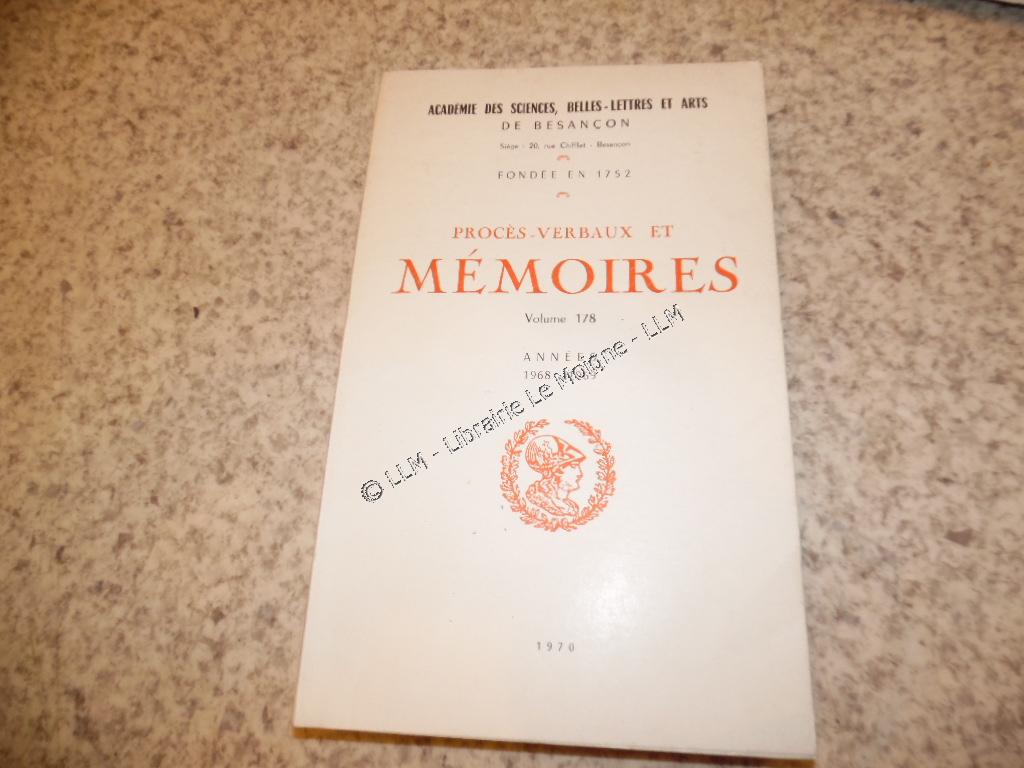 ACADÉMIE DES SCIENCES, BELLES-LETTRES ET ARTS
DE BESANÇON
Siège - 20, rue Chifflet - Besançon
FONDÉE EN 1752
PROCÈS-VERBAUX ET
MÉMOIRES
Volume 178
ANNÉES
1968
© LLM - Librairie Le Moigne - LLM
1970